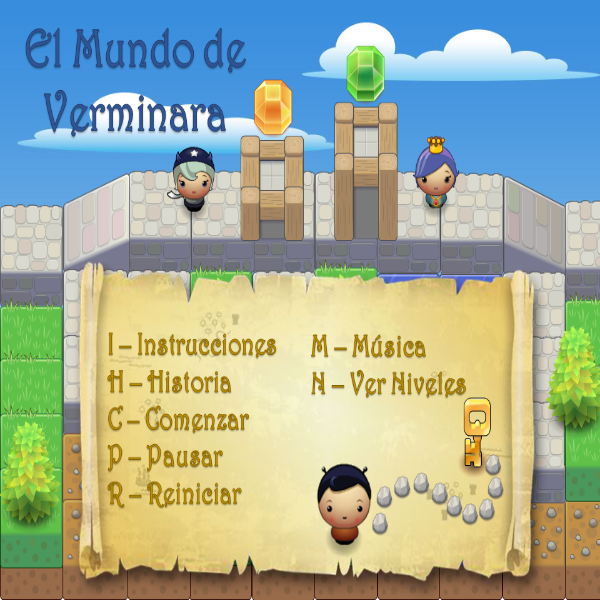 El Mundo de
Verminara
I – Instrucciones
H – Historia
C – Comenzar
P – Pausar
R – Reiniciar
M – Música
N – Ver Niveles